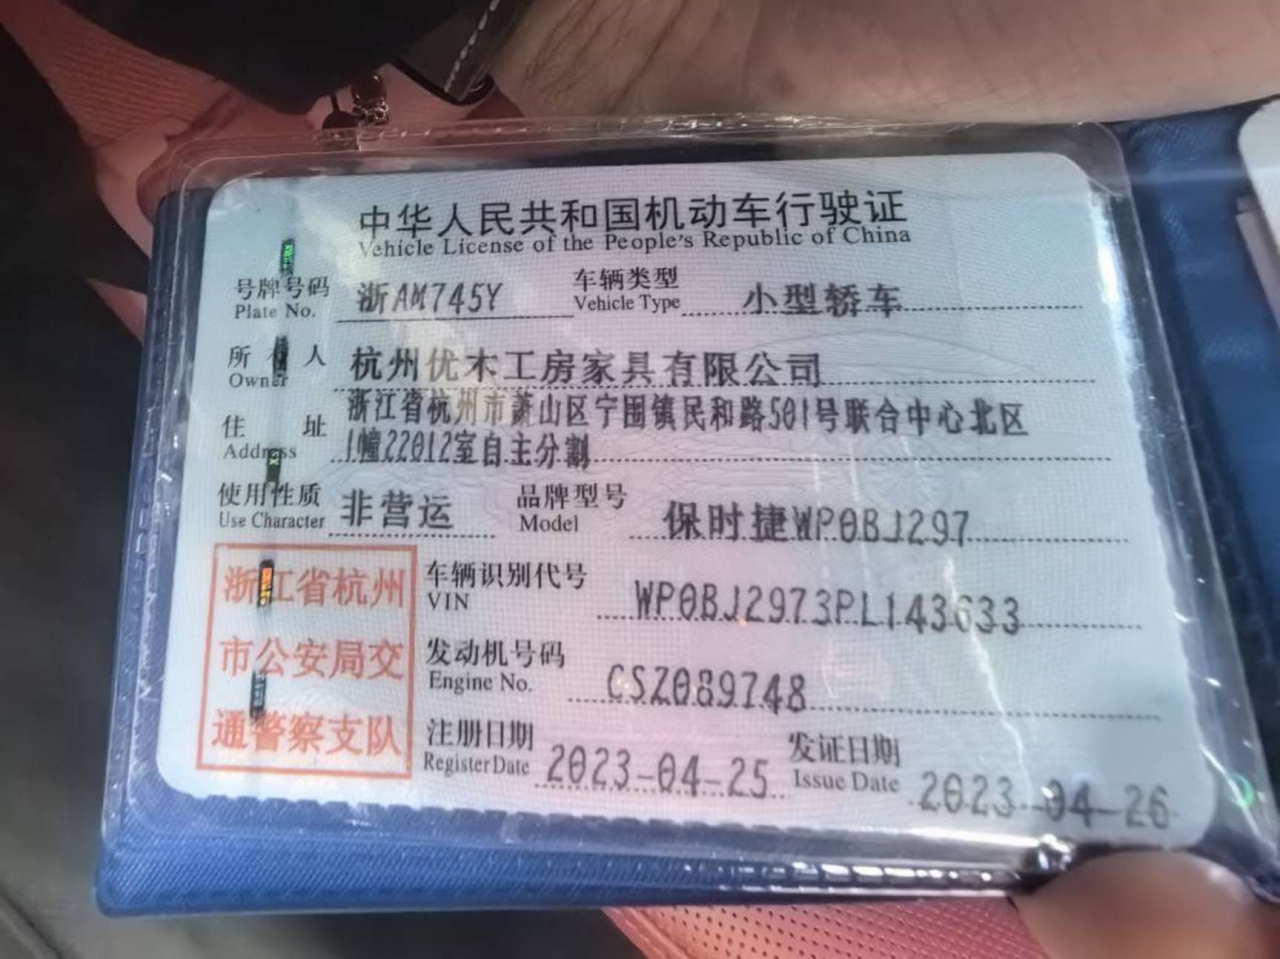 中华人民共和国机动车行驶证
Vehicle License of the People's Republic of China
号牌号码 浙AM745Y 车辆类型 小型轿车
Plate No. Vehicle Type
所有人 杭州优木工房家具有限公司
Owner
住址 浙江省杭州市萧山区宁围镇民和路501号联合中心北区
Address 1幢22012室自主分割
使用性质 非营运 品牌型号 保时捷WP0BJ297
Use Character Model
浙江省杭州
市公安局交
通警察支队
车辆识别代号 WP0BJ2973PL143633
VIN
发动机号码 CSZ089748
Engine No.
注册日期 2023-04-25 发证日期 2023-04-26
Register Date Issue Date